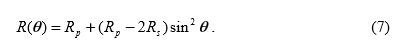 R(θ) = R_p + (R_p − 2R_s) sin² θ. (7)